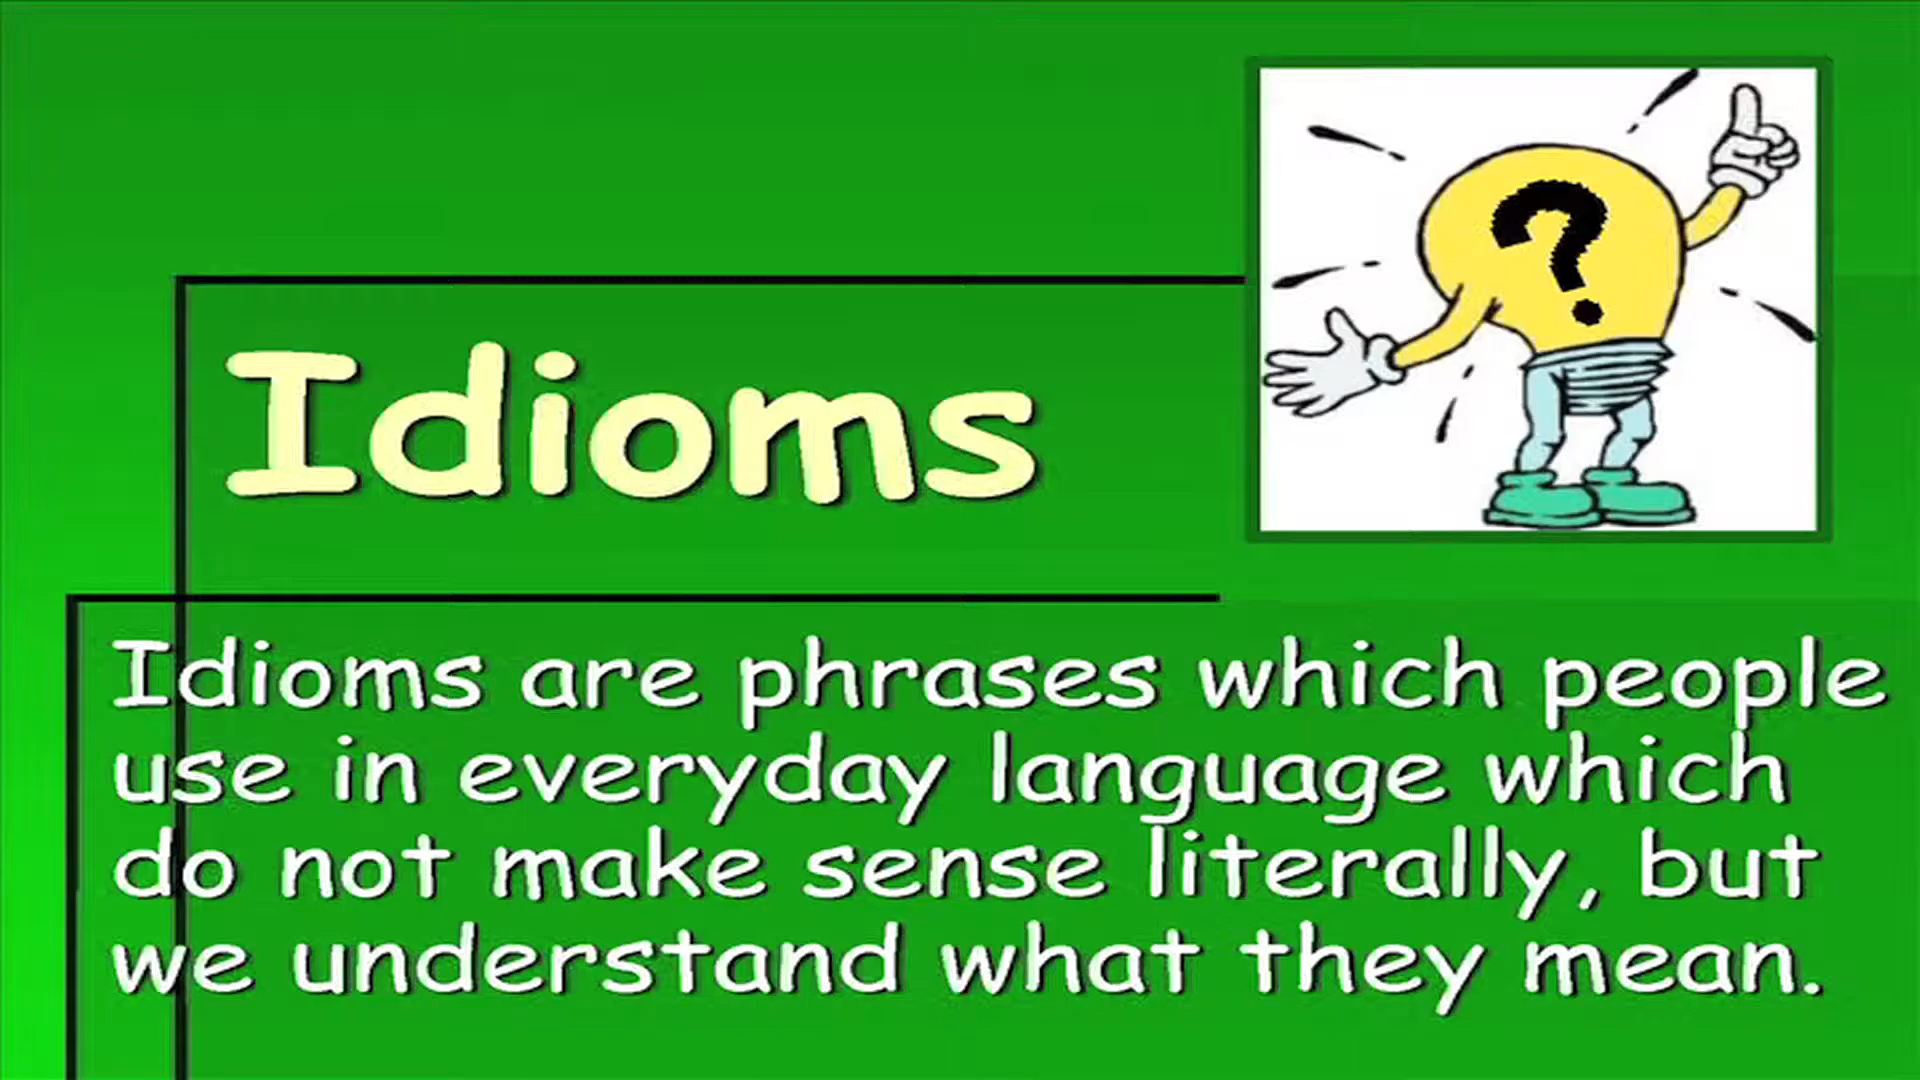 ?
Idioms
Idioms are phrases which people
use in everyday language which
do not make sense literally, but
we understand what they mean.